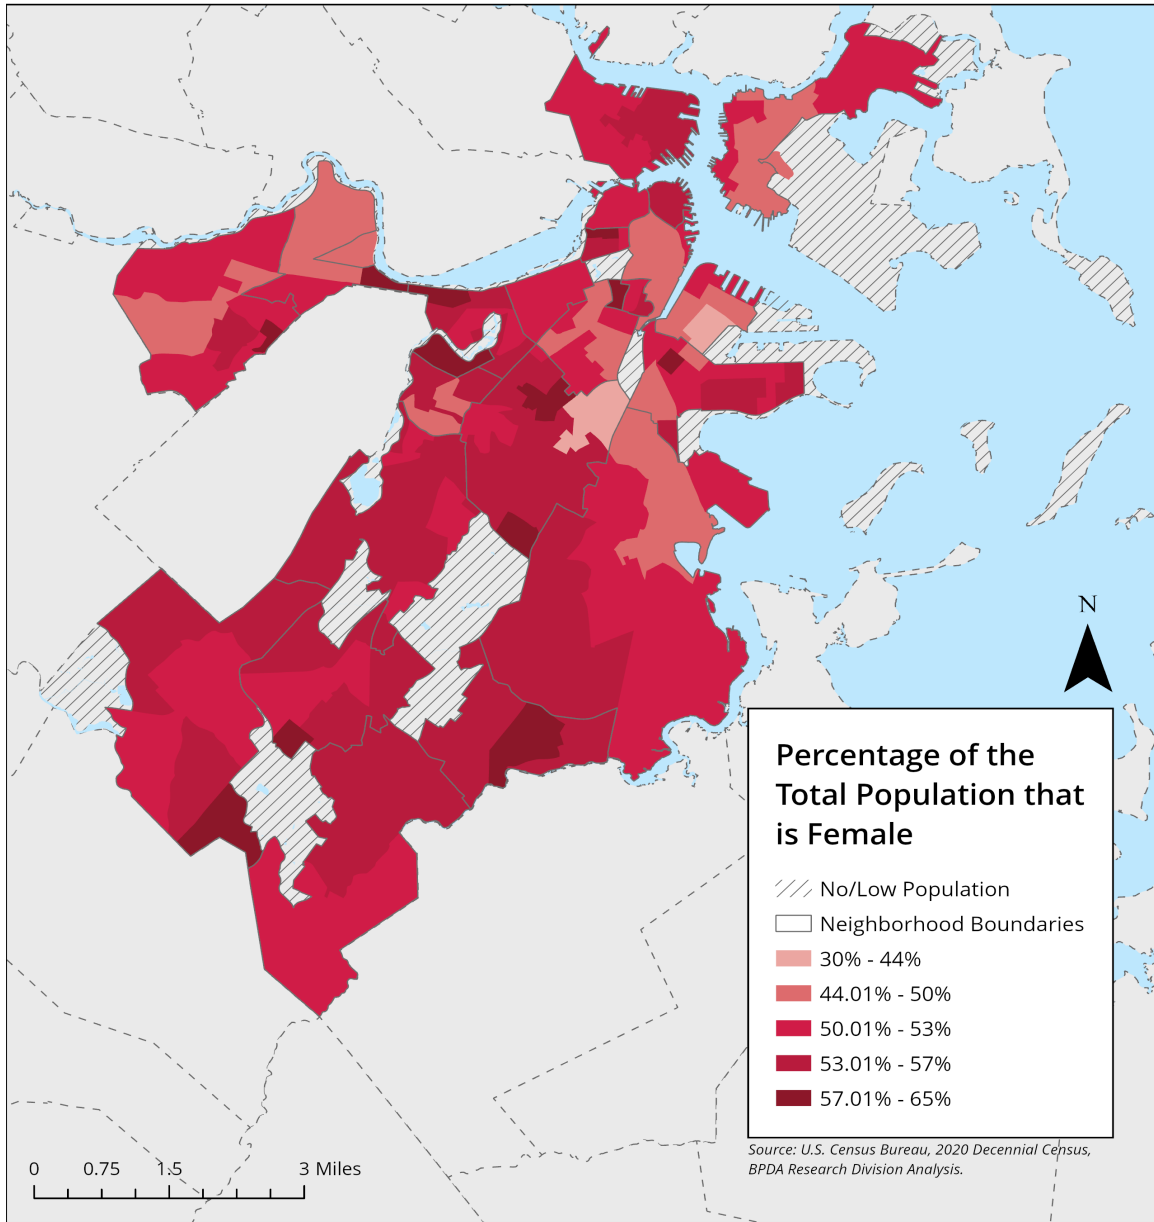 N
Percentage of the
Total Population that
is Female
No/Low Population
Neighborhood Boundaries
30% - 44%
44.01% - 50%
50.01% - 53%
53.01% - 57%
57.01% - 65%
Source: U.S. Census Bureau, 2020 Decennial Census,
BPDA Research Division Analysis.
0 0.75 1.5 3 Miles